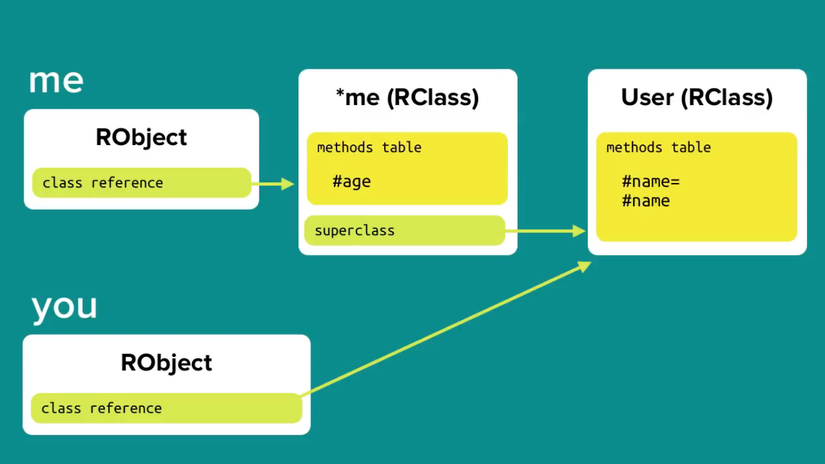 me
RObject
class reference
*me (RClass)
methods table
#age
superclass
User (RClass)
methods table
#name=
#name
you
RObject
class reference